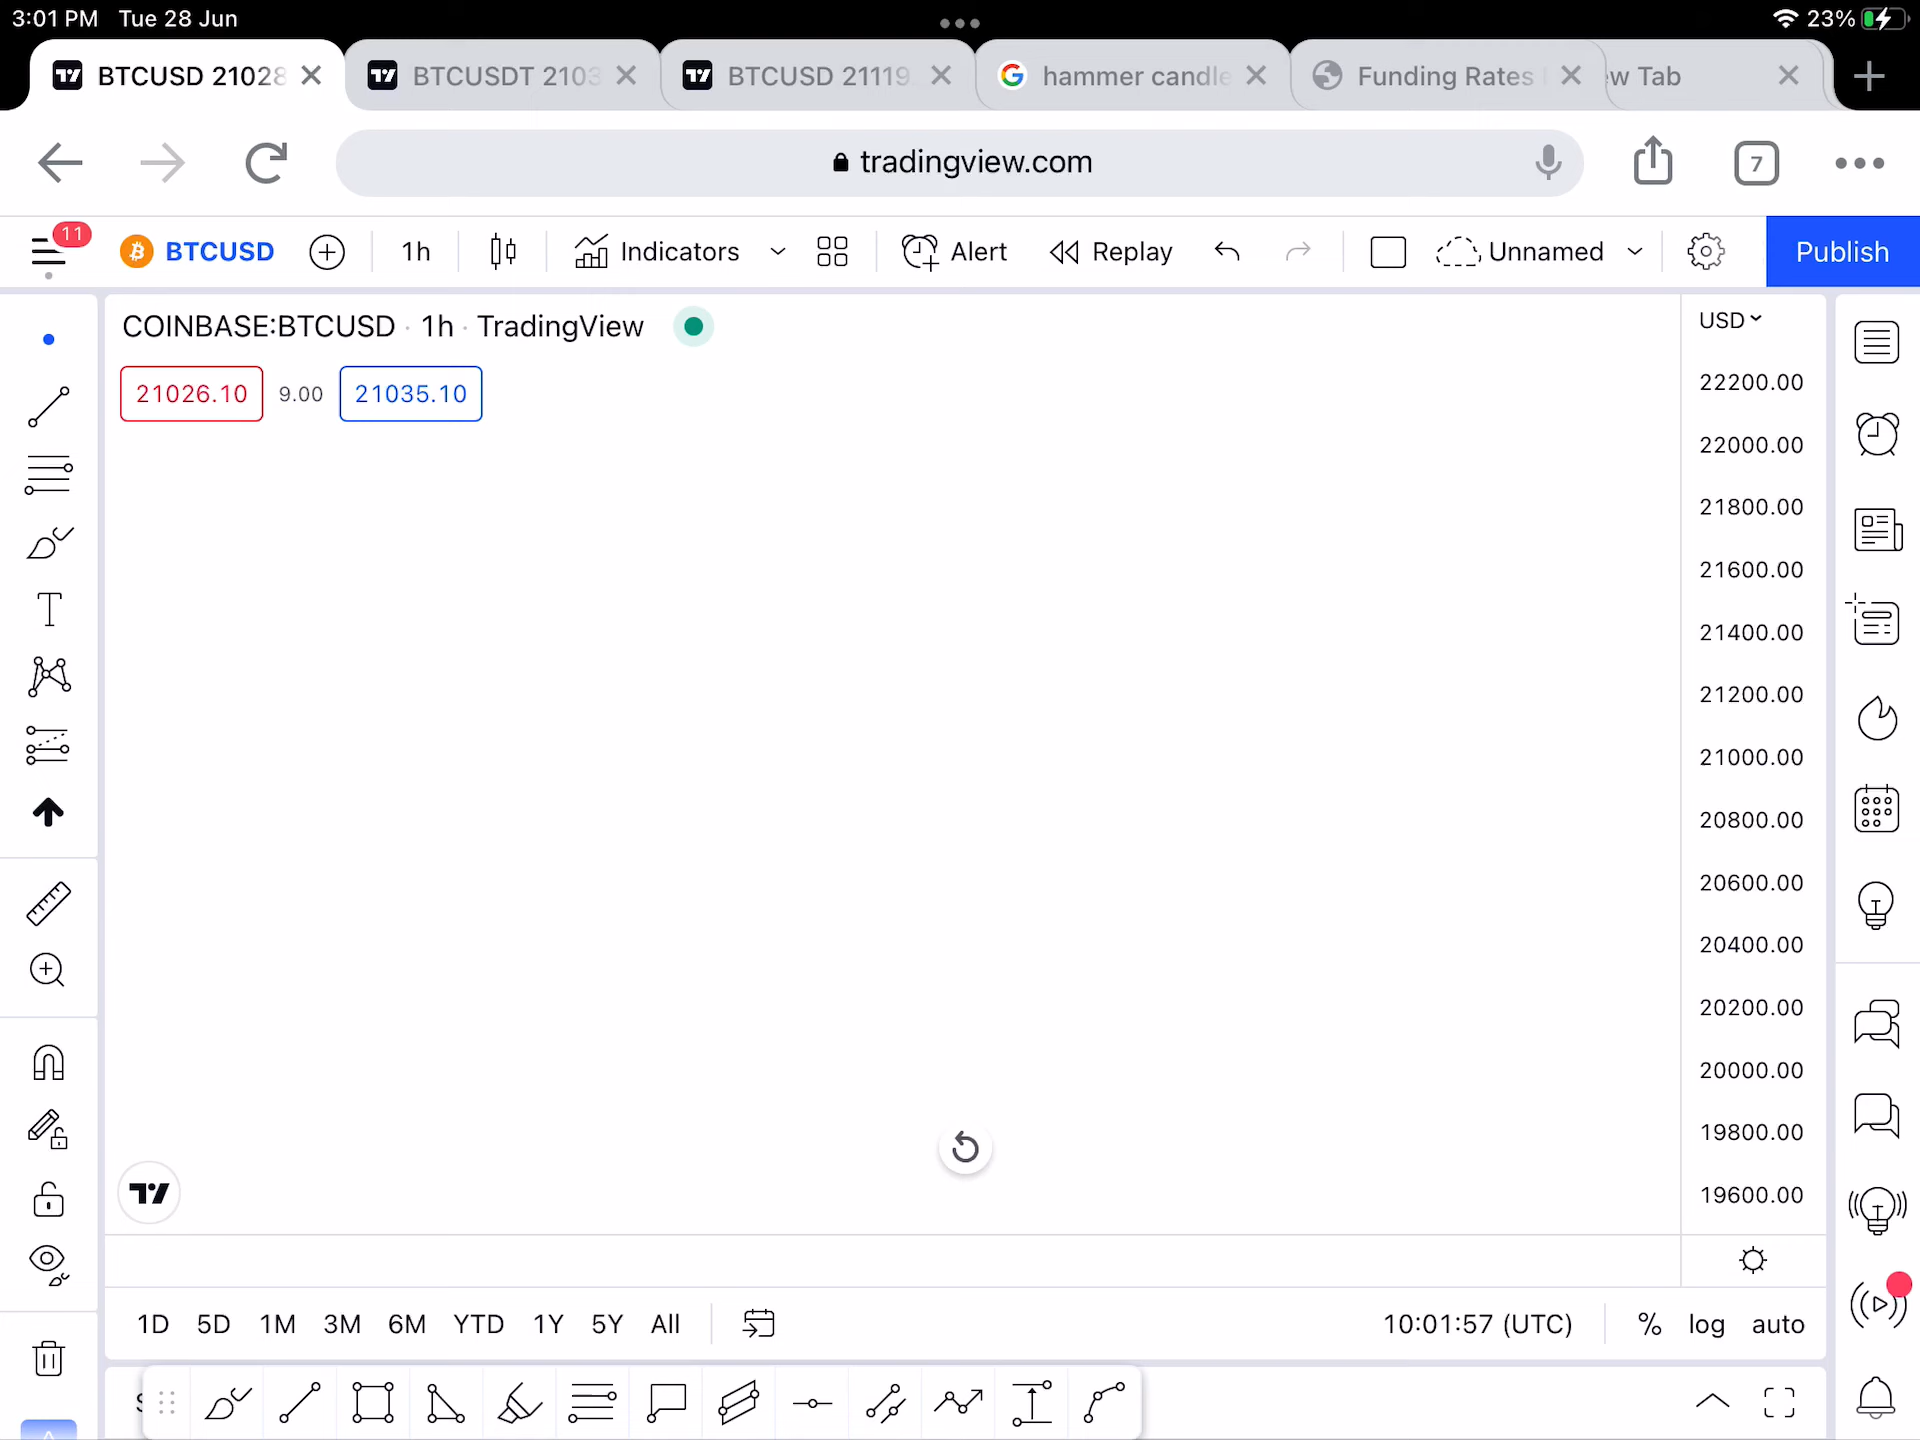 3:01 PM Tue 28 Jun
23%
BTCUSD 21028
BTCUSDT 2103
BTCUSD 21119
hammer candle
Funding Rates
w Tab
tradingview.com
7
11
BTCUSD
1h
Indicators
Alert
Replay
Unnamed
Publish
COINBASE:BTCUSD · 1h · TradingView
USD
21026.10
9.00
21035.10
22200.00
22000.00
21800.00
21600.00
21400.00
21200.00
21000.00
20800.00
20600.00
20400.00
20200.00
20000.00
19800.00
19600.00
1D 5D 1M 3M 6M YTD 1Y 5Y All
10:01:57 (UTC)
% log auto